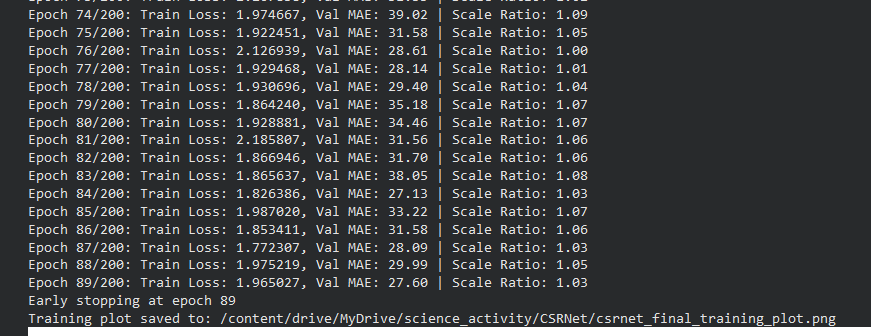 Epoch 74/200: Train Loss: 1.974667, Val MAE: 39.02 | Scale Ratio: 1.09
Epoch 75/200: Train Loss: 1.922451, Val MAE: 31.58 | Scale Ratio: 1.05
Epoch 76/200: Train Loss: 2.126939, Val MAE: 28.61 | Scale Ratio: 1.00
Epoch 77/200: Train Loss: 1.929468, Val MAE: 28.14 | Scale Ratio: 1.01
Epoch 78/200: Train Loss: 1.930696, Val MAE: 29.40 | Scale Ratio: 1.04
Epoch 79/200: Train Loss: 1.864240, Val MAE: 35.18 | Scale Ratio: 1.07
Epoch 80/200: Train Loss: 1.928881, Val MAE: 34.46 | Scale Ratio: 1.07
Epoch 81/200: Train Loss: 2.185807, Val MAE: 31.56 | Scale Ratio: 1.06
Epoch 82/200: Train Loss: 1.866946, Val MAE: 31.70 | Scale Ratio: 1.06
Epoch 83/200: Train Loss: 1.865637, Val MAE: 38.05 | Scale Ratio: 1.08
Epoch 84/200: Train Loss: 1.826386, Val MAE: 27.13 | Scale Ratio: 1.03
Epoch 85/200: Train Loss: 1.987020, Val MAE: 33.22 | Scale Ratio: 1.07
Epoch 86/200: Train Loss: 1.853411, Val MAE: 31.58 | Scale Ratio: 1.06
Epoch 87/200: Train Loss: 1.772307, Val MAE: 28.09 | Scale Ratio: 1.03
Epoch 88/200: Train Loss: 1.975219, Val MAE: 29.99 | Scale Ratio: 1.05
Epoch 89/200: Train Loss: 1.965027, Val MAE: 27.60 | Scale Ratio: 1.03
Early stopping at epoch 89
Training plot saved to: /content/drive/MyDrive/science_activity/CSRNet/csrnet_final_training_plot.png